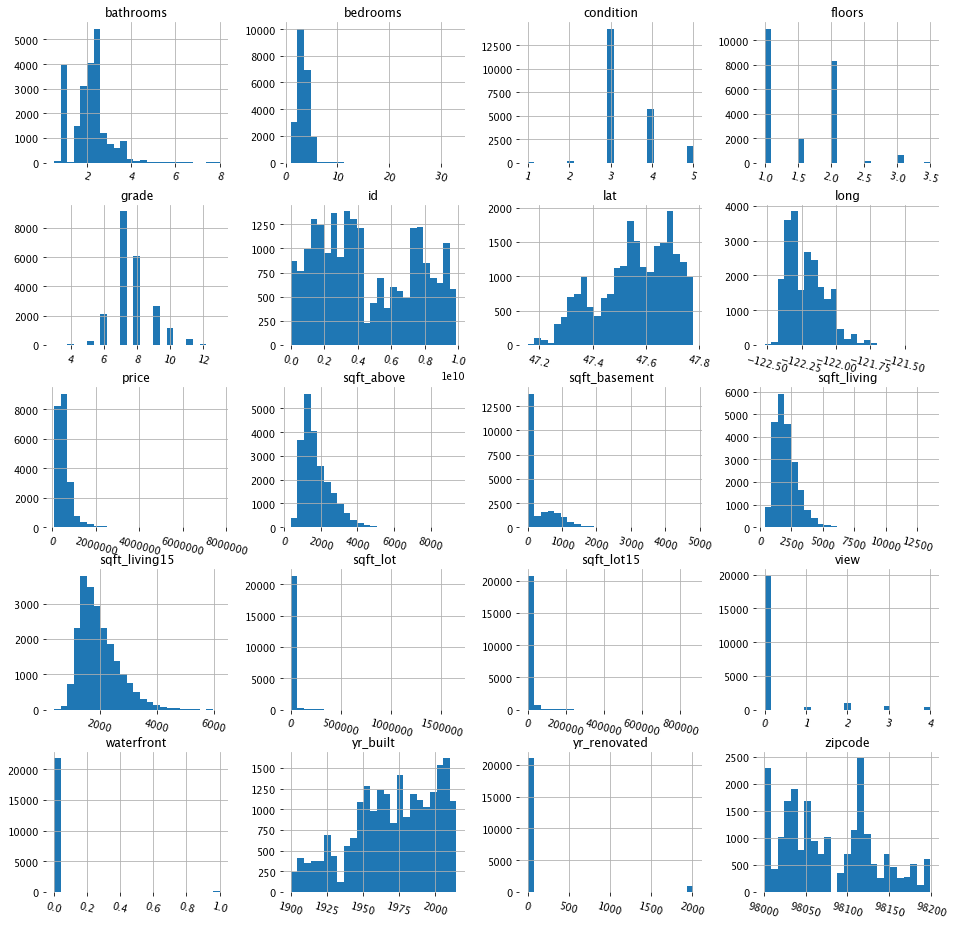 bathrooms bedrooms condition floors
5000 4000 3000 2000 1000 0
2 4 6 8
10000 8000 6000 4000 2000 0
0 10 20 30
12500 10000 7500 5000 2500 0
1 2 3 4 5
10000 8000 6000 4000 2000 0
1.0 1.5 2.0 2.5 3.0 3.5
grade id lat long
8000 6000 4000 2000 0
4 6 8 10 12
1250 1000 750 500 250 0
0.0 0.2 0.4 0.6 0.8 1.0
1e10
2000 1500 1000 500 0
47.2 47.4 47.6 47.8
4000 3000 2000 1000 0
−122.50 −122.25 −122.00 −121.75 −121.50
price sqft_above sqft_basement sqft_living
8000 6000 4000 2000 0
0 2000000 4000000 6000000 8000000
5000 4000 3000 2000 1000 0
0 2000 4000 6000 8000
12500 10000 7500 5000 2500 0
0 1000 2000 3000 4000 5000
6000 5000 4000 3000 2000 1000 0
0 2500 5000 7500 10000 12500
sqft_living15 sqft_lot sqft_lot15 view
3000 2000 1000 0
2000 4000 6000
20000 15000 10000 5000 0
0 500000 1000000 1500000
20000 15000 10000 5000 0
0 200000 400000 600000 800000
20000 15000 10000 5000 0
0 1 2 3 4
waterfront yr_built yr_renovated zipcode
20000 15000 10000 5000 0
0.0 0.2 0.4 0.6 0.8 1.0
1500 1250 1000 750 500 250 0
1900 1925 1950 1975 2000
20000 15000 10000 5000 0
0 500 1000 1500 2000
2500 2000 1500 1000 500 0
98000 98050 98100 98150 98200